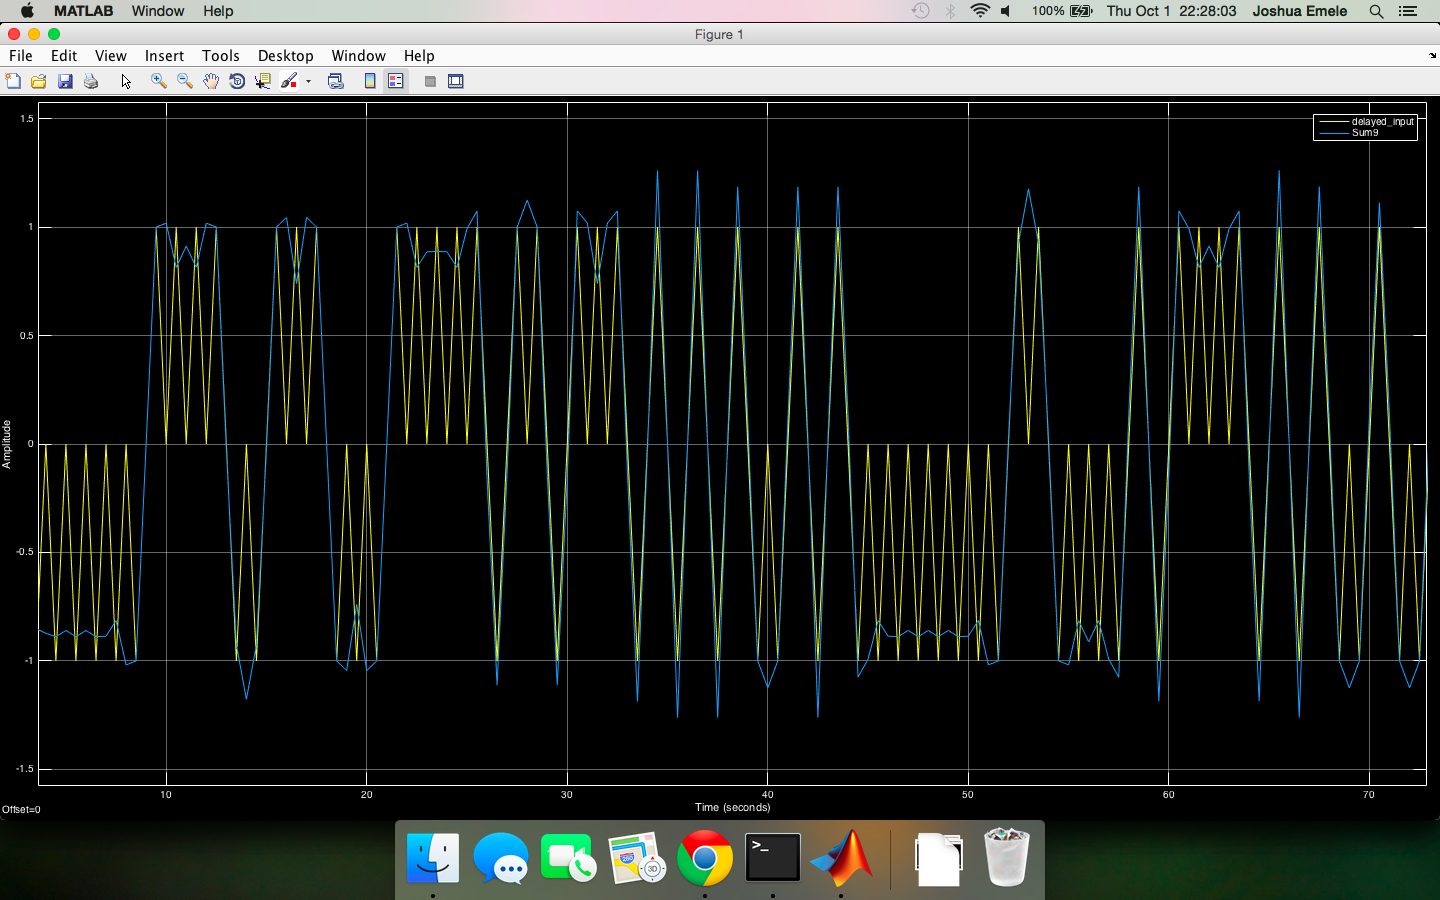 MATLAB Window Help 100% Thu Oct 1 22:28:03 Joshua Emele
Figure 1
File Edit View Insert Tools Desktop Window Help
delayed_input
Sum9
1.5
1
0.5
0
-0.5
-1
-1.5
Amplitude
10 20 30 40 50 60 70
Time (seconds)
Offset=0
280
3D
>_